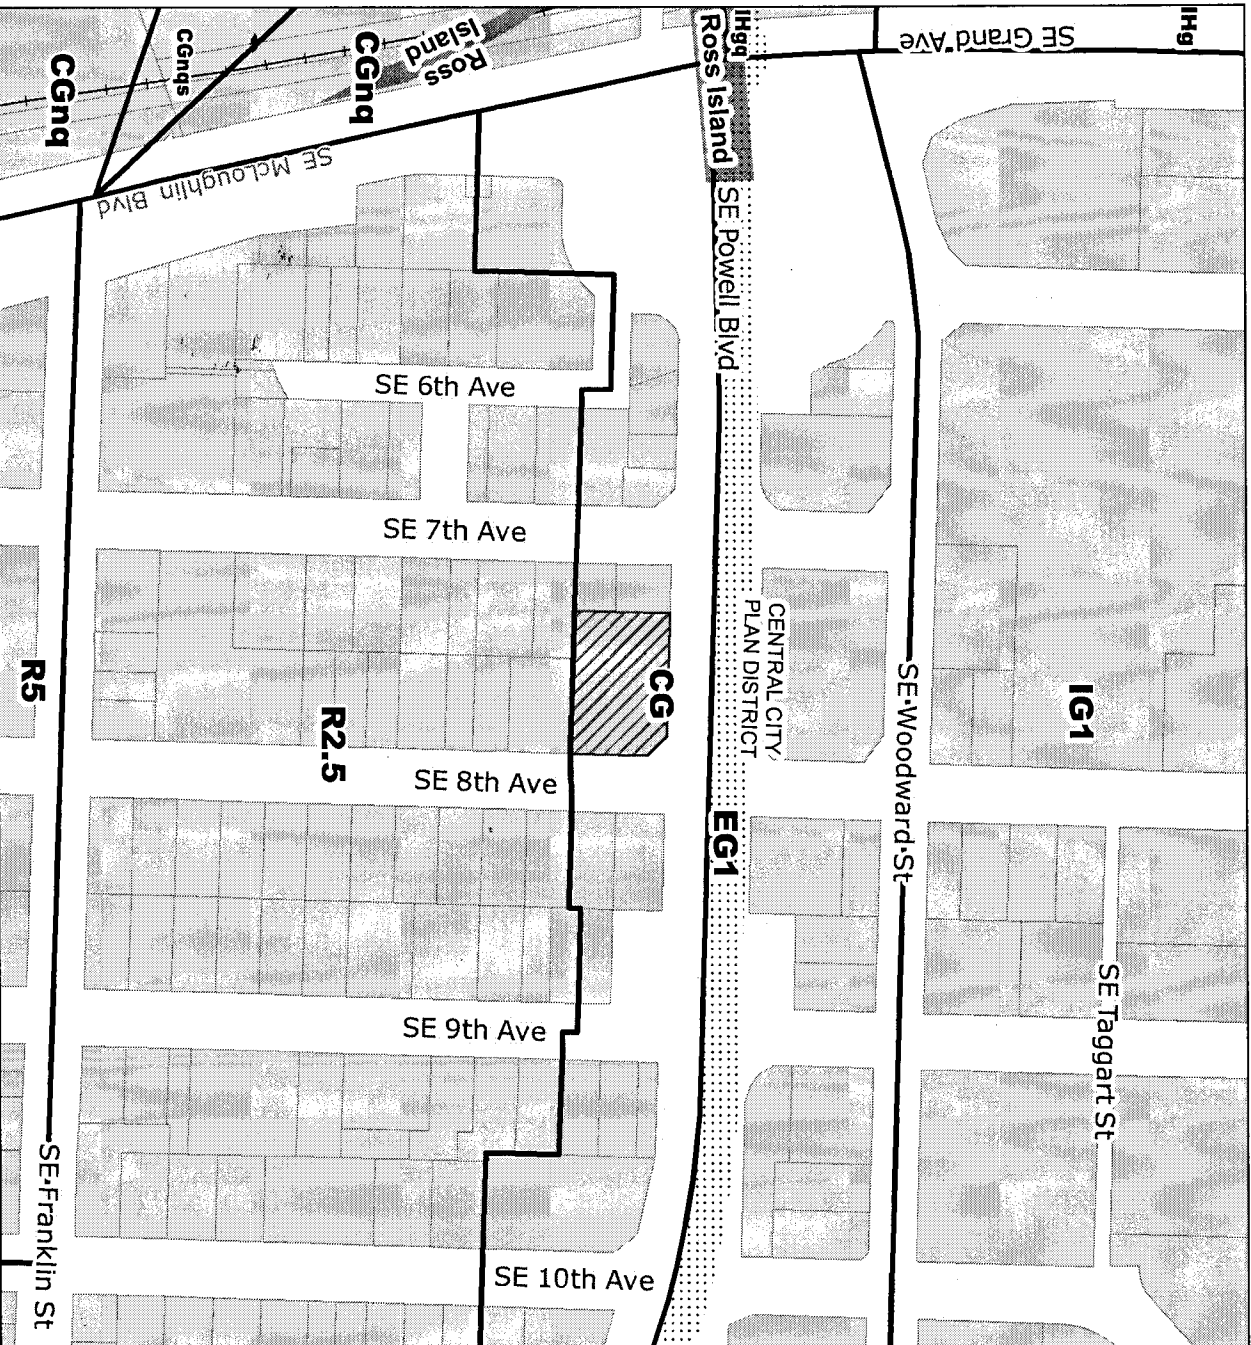 IHg
SE Grand Ave
IHgq
Ross Island
Ross
Island
CGnq
CGnqs
CGnq
SE McLoughlin Blvd
SE Powell Blvd
SE 6th Ave
SE 7th Ave
CENTRAL CITY
PLAN DISTRICT
CG
R5
R2.5
IG1
SE Woodward St
SE 8th Ave
EG1
SE 9th Ave
SE Taggart St
SE Franklin St
SE 10th Ave